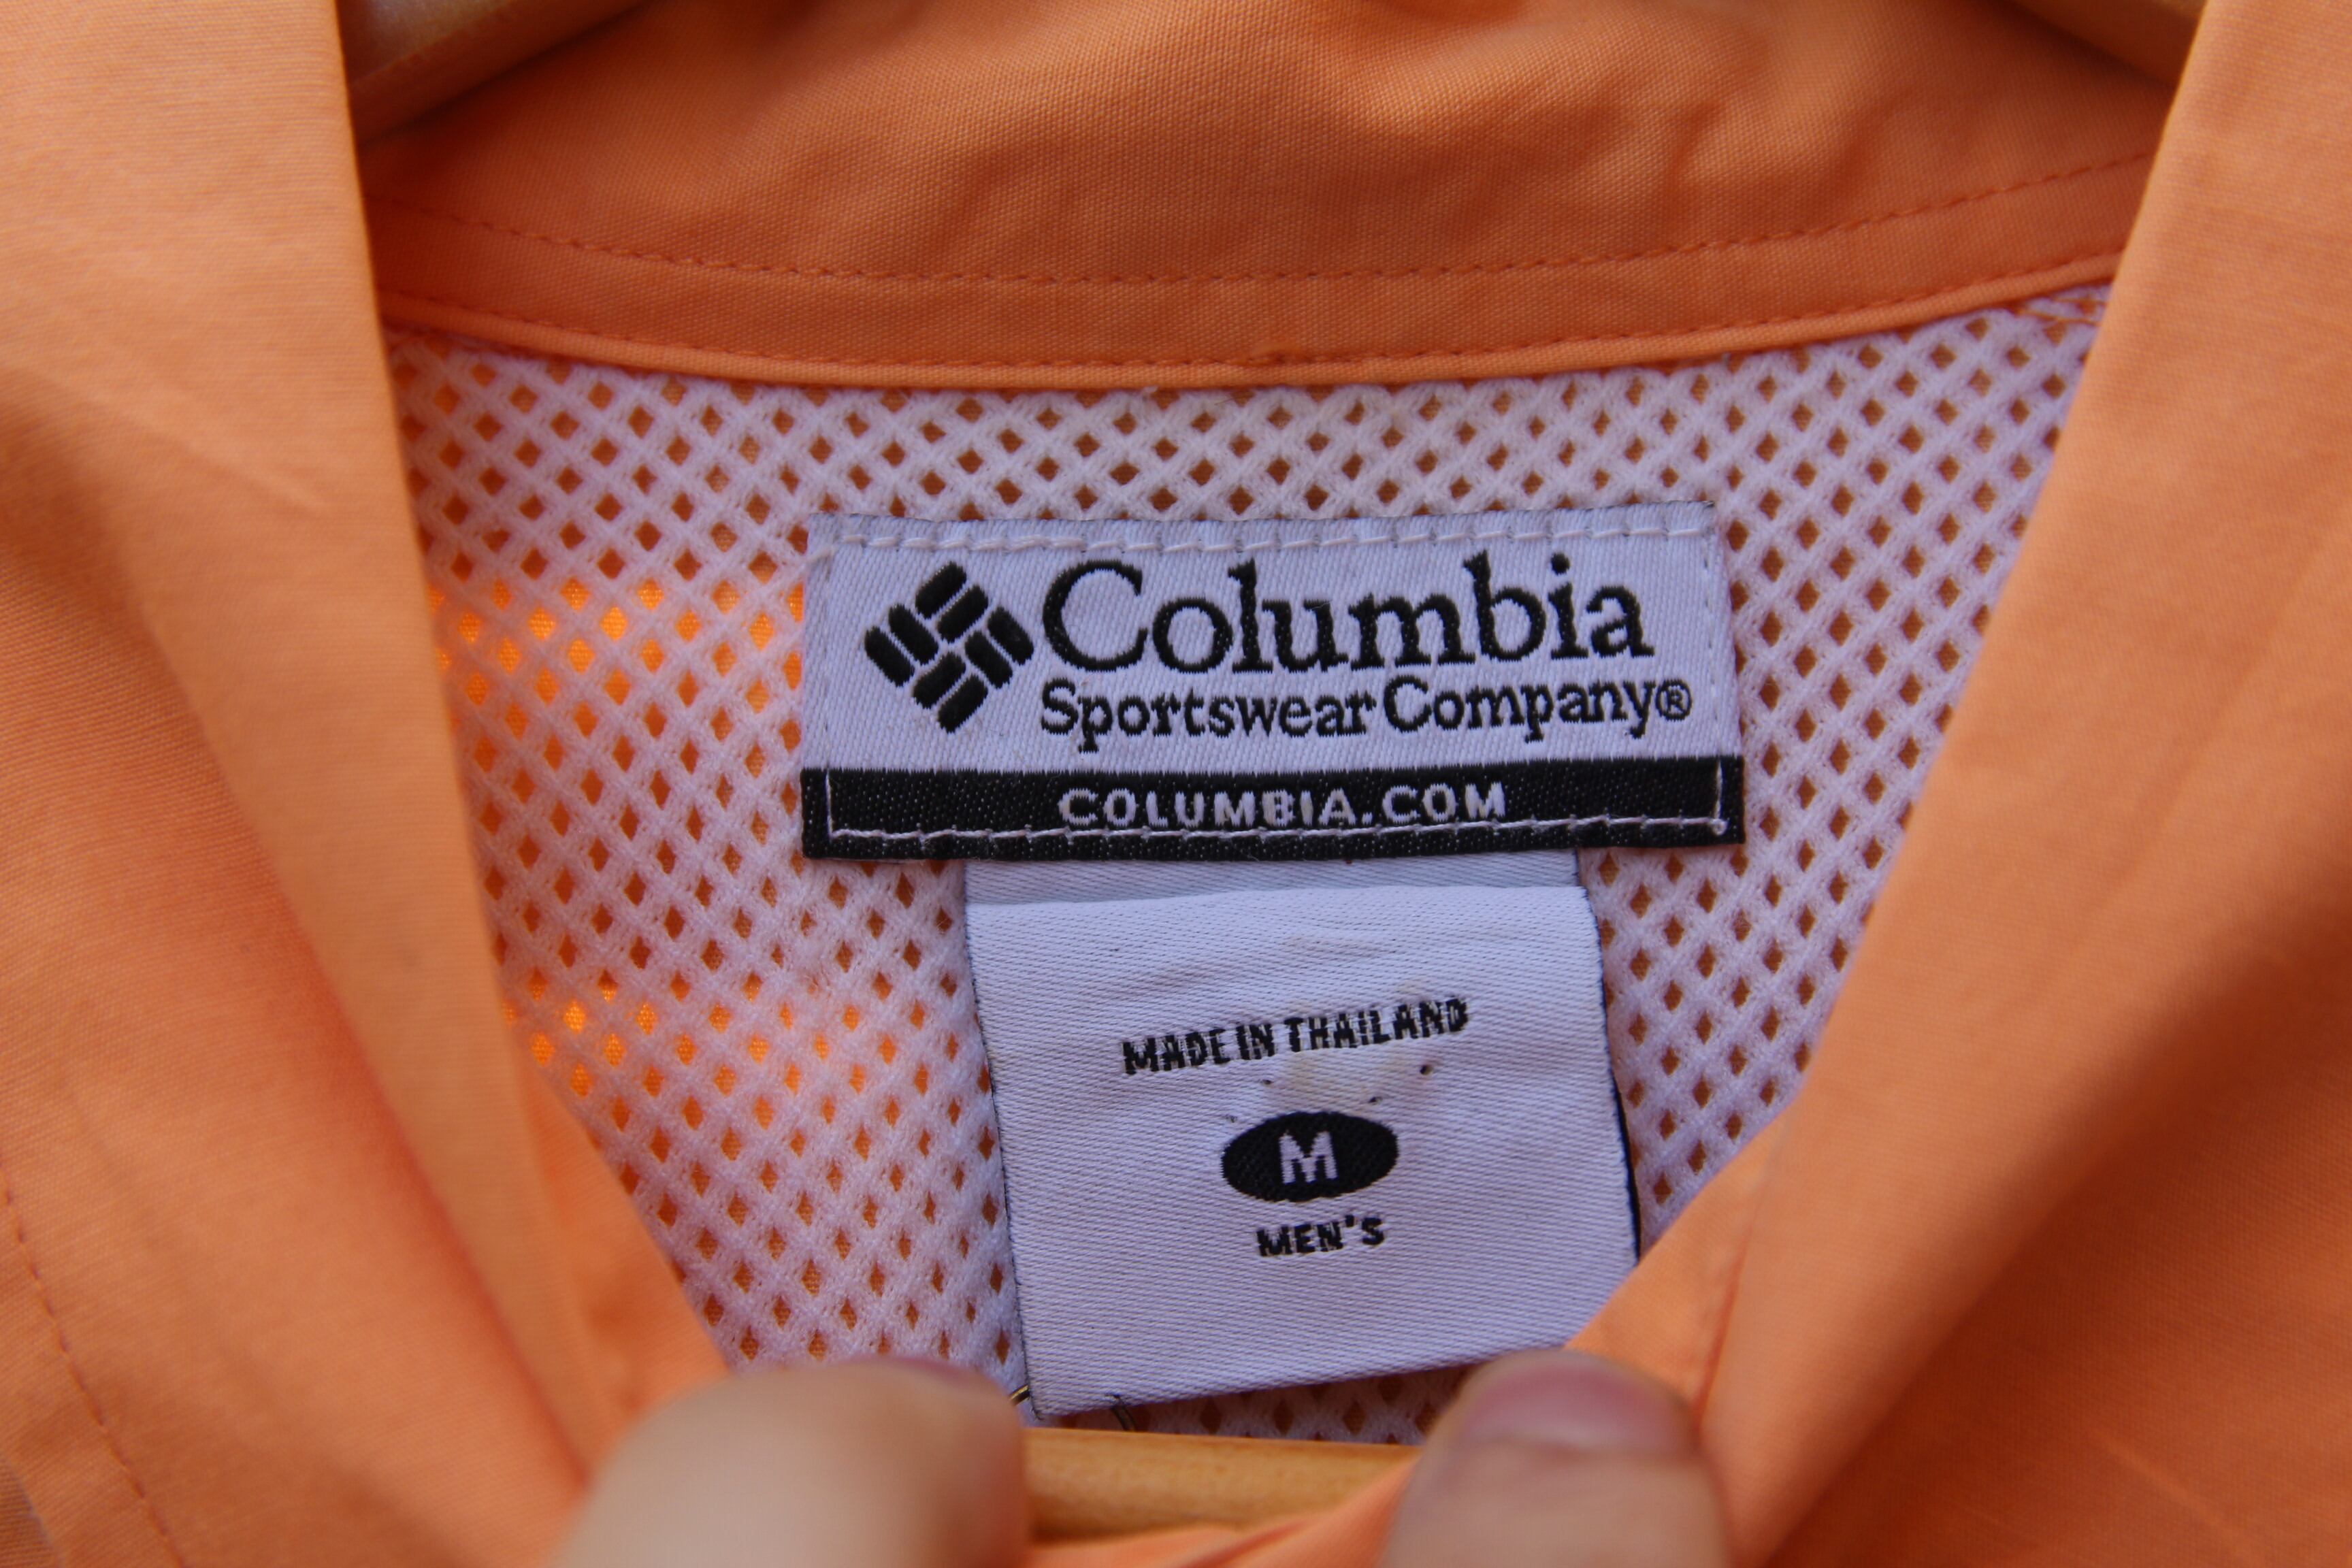 Columbia
Sportswear Company®
COLUMBIA.COM
MADE IN THAILAND
M
MEN'S